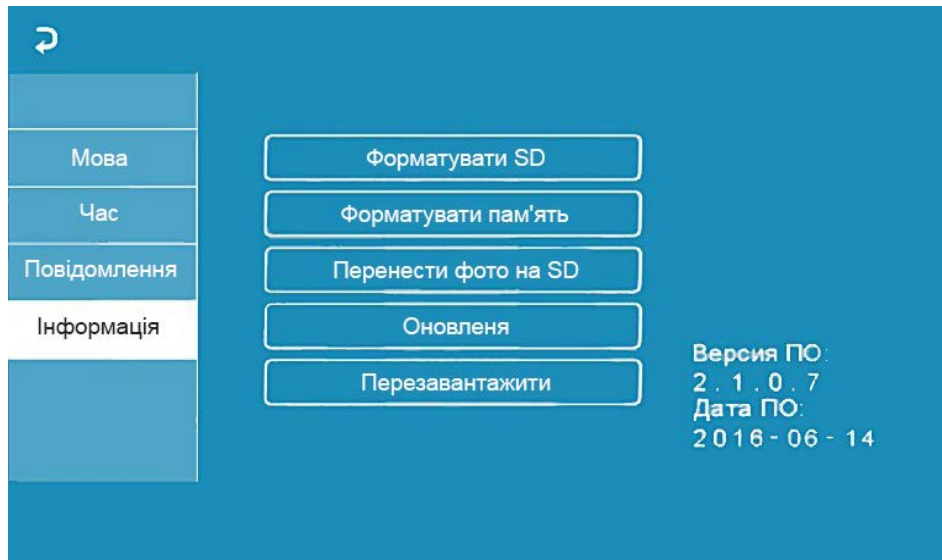 Мова
Час
Повідомлення
Інформація
Форматувати SD
Форматувати пам'ять
Перенести фото на SD
Оновленя
Перезавантажити
Версия ПО:
2.1.0.7
Дата ПО:
2016-06-14